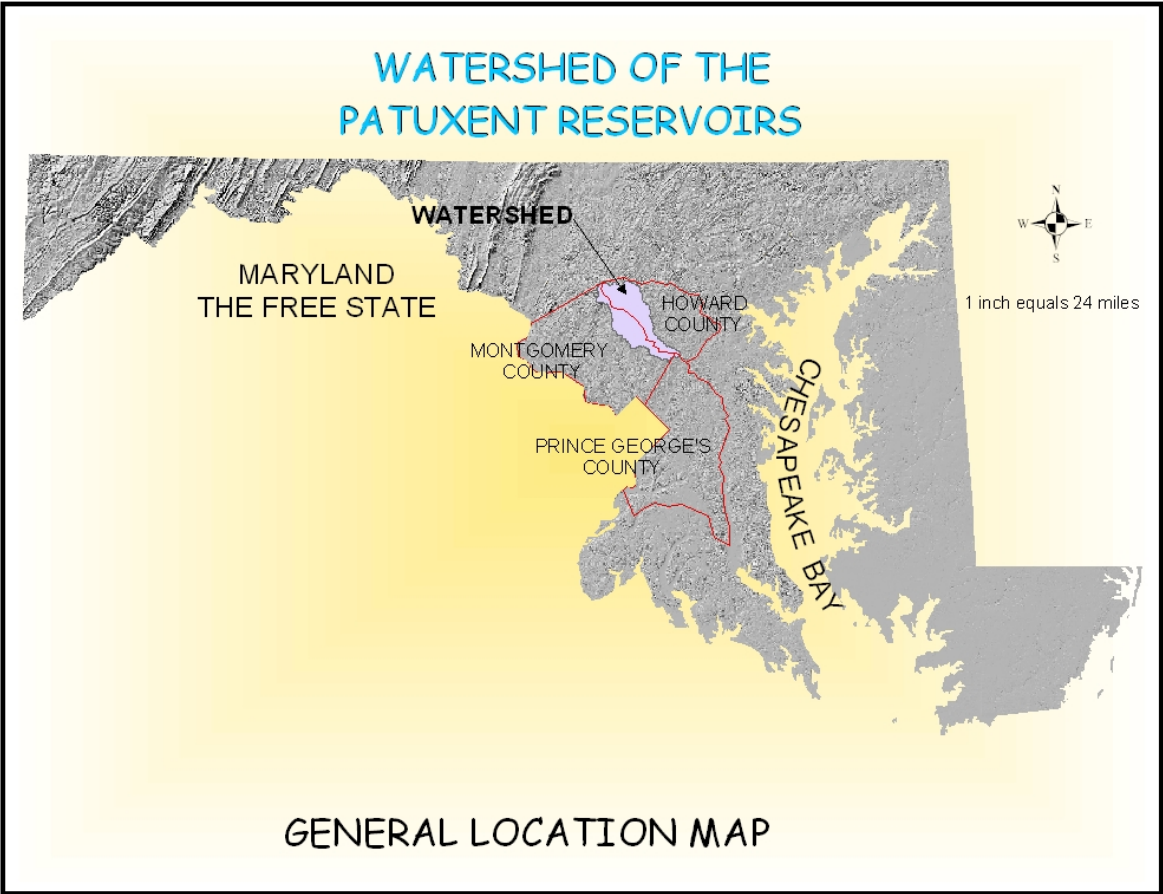 WATERSHED OF THE
PATUXENT RESERVOIRS
WATERSHED
N
W E
S
MARYLAND
THE FREE STATE
1 inch equals 24 miles
HOWARD
COUNTY
MONTGOMERY
COUNTY
PRINCE GEORGE'S
COUNTY
CHESAPEAKE BAY
GENERAL LOCATION MAP